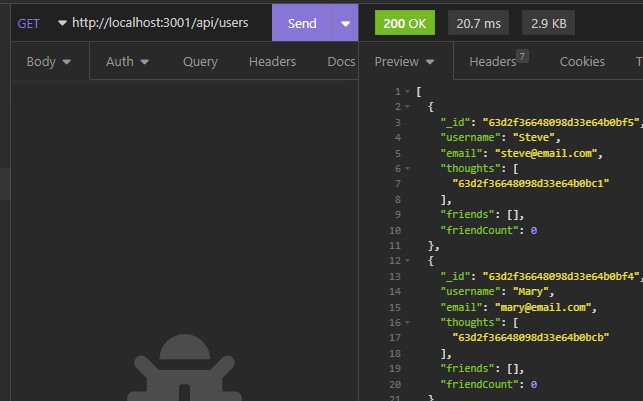 GET http://localhost:3001/api/users Send 200 OK 20.7 ms 2.9 KB
Body Auth Query Headers Docs Preview Headers 7 Cookies T
1 [
2 {
3 "_id": "63d2f36648098d33e64b0bf5",
4 "username": "Steve",
5 "email": "steve@email.com",
6 "thoughts": [
7 "63d2f36648098d33e64b0bc1"
8 ],
9 "friends": [],
10 "friendCount": 0
11 },
12 {
13 "_id": "63d2f36648098d33e64b0bf4",
14 "username": "Mary",
15 "email": "mary@email.com",
16 "thoughts": [
17 "63d2f36648098d33e64b0bcb"
18 ],
19 "friends": [],
20 "friendCount": 0
21 }